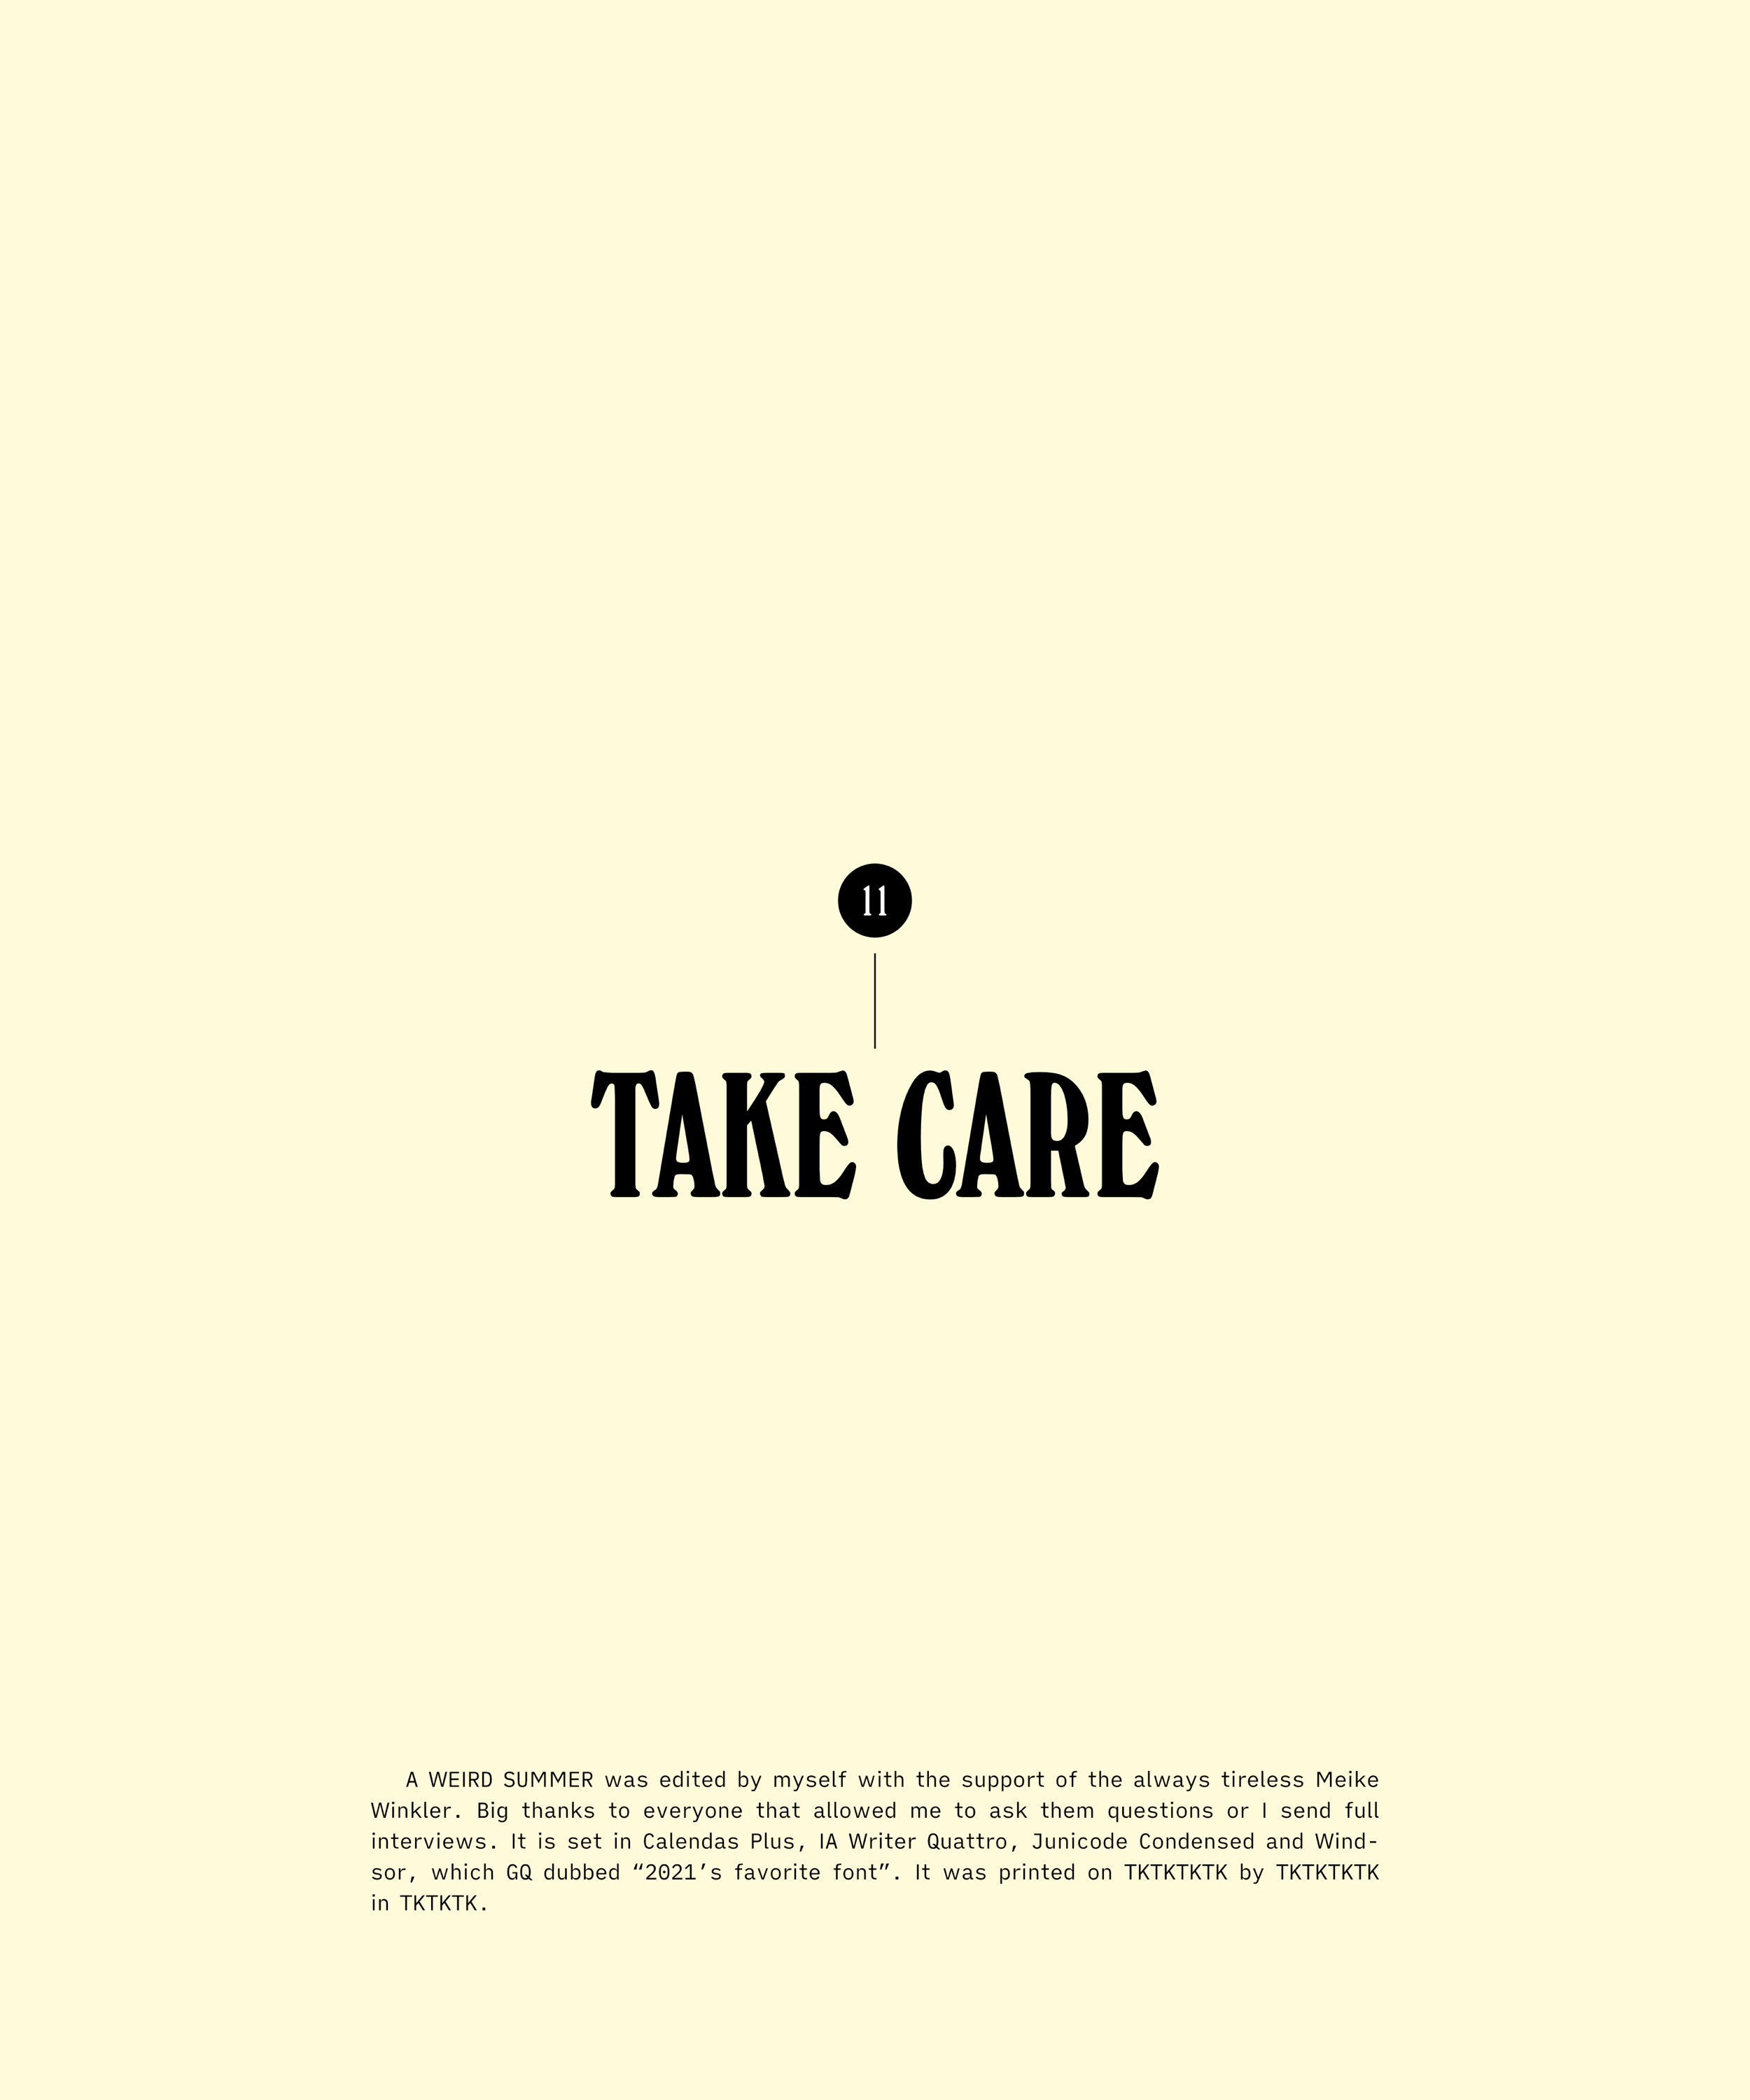 11
TAKE CARE
A WEIRD SUMMER was edited by myself with the support of the always tireless Meike
Winkler. Big thanks to everyone that allowed me to ask them questions or I send full
interviews. It is set in Calendas Plus, IA Writer Quattro, Junicode Condensed and Wind-
sor, which GQ dubbed “2021’s favorite font”. It was printed on TKTKTKTK by TKTKTKTK
in TKTKTK.